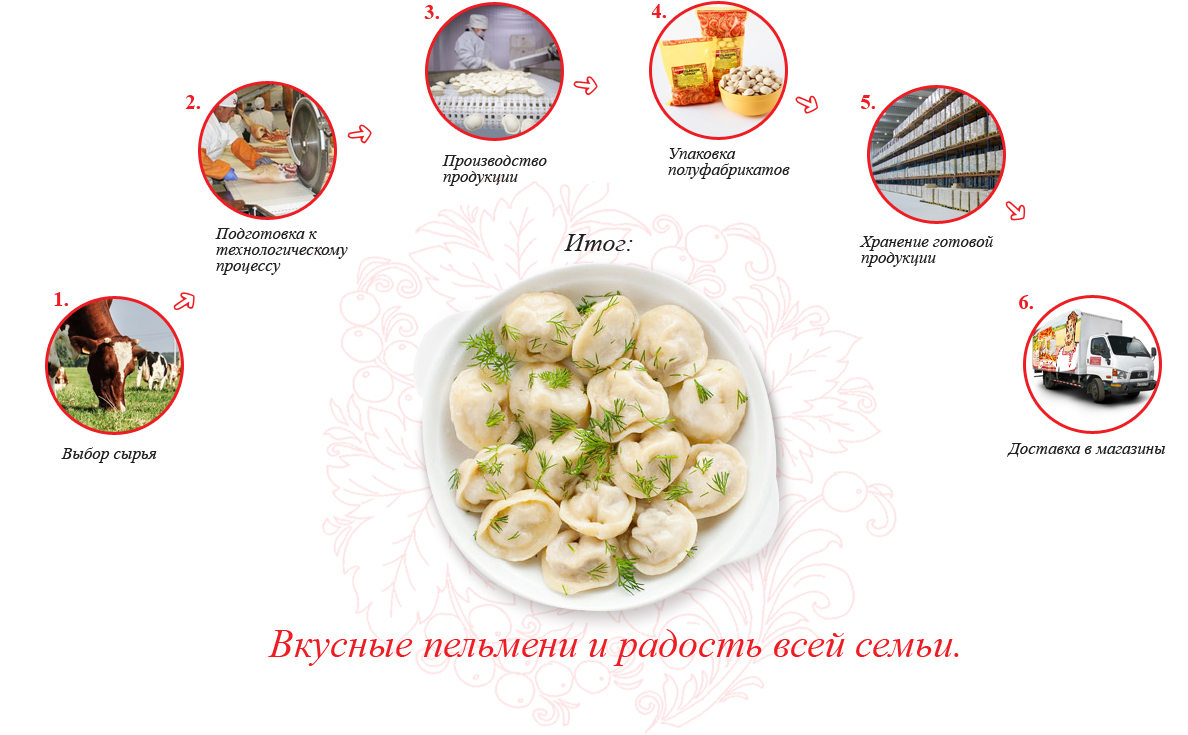 1.
Выбор сырья
2.
Подготовка к
технологическому
процессу
3.
Производство
продукции
4.
Упаковка
полуфабрикатов
5.
Хранение готовой
продукции
6.
Доставка в магазины
Итог:
Вкусные пельмени и радость всей семьи.